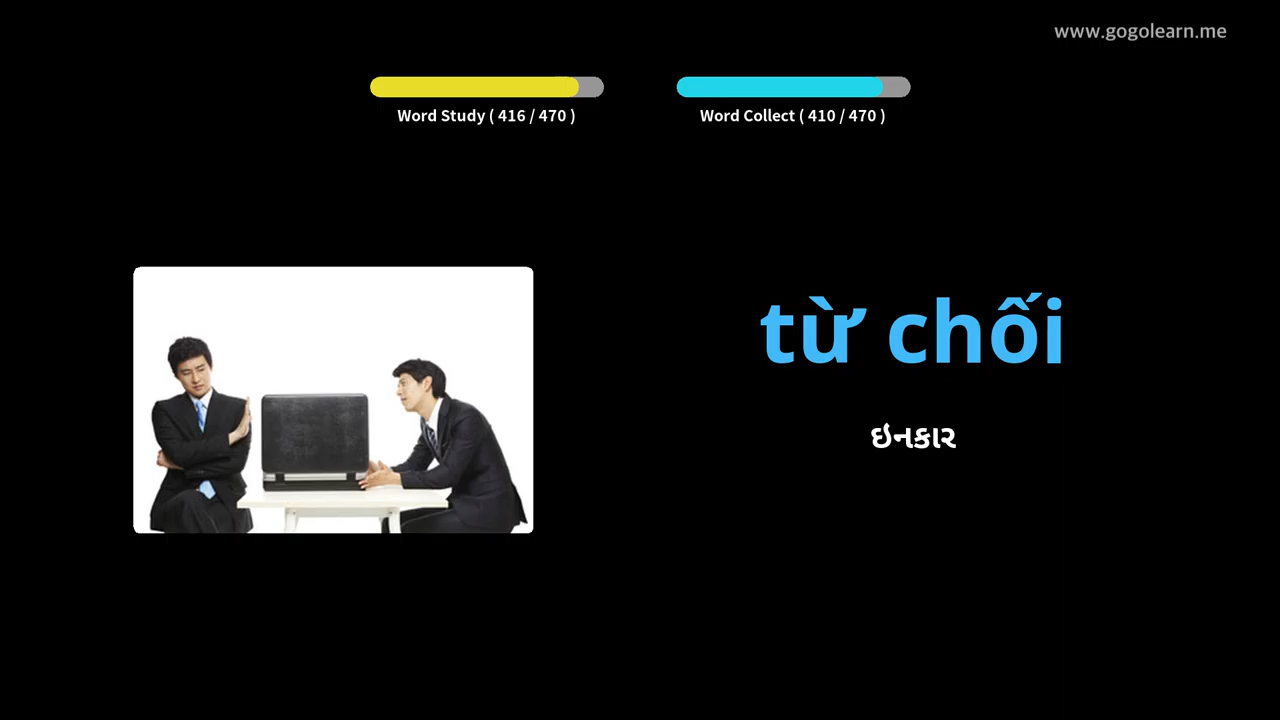 www.gogolearn.me
Word Study ( 416 / 470 )
Word Collect ( 410 / 470 )
từ chối
ઇનકાર